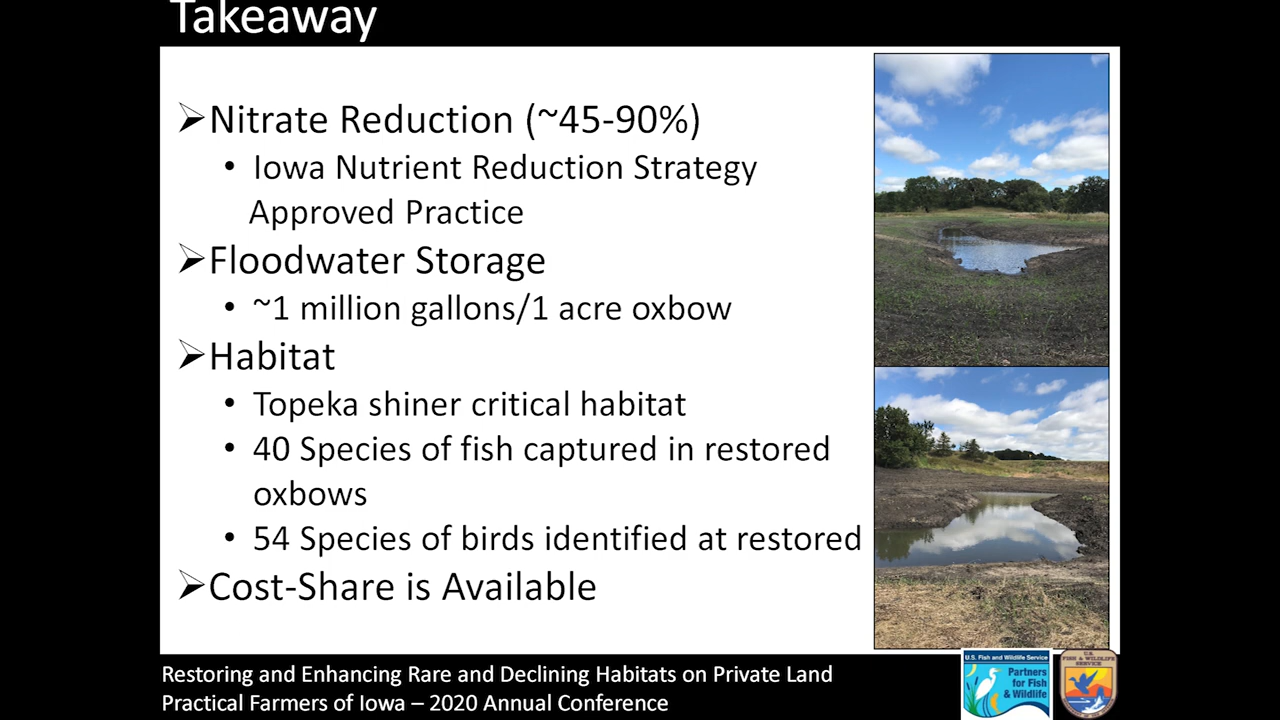 Takeaway
➢Nitrate Reduction (~45-90%)
• Iowa Nutrient Reduction Strategy
Approved Practice
➢Floodwater Storage
• ~1 million gallons/1 acre oxbow
➢Habitat
• Topeka shiner critical habitat
• 40 Species of fish captured in restored
oxbows
• 54 Species of birds identified at restored
➢Cost-Share is Available
Restoring and Enhancing Rare and Declining Habitats on Private Land
Practical Farmers of Iowa – 2020 Annual Conference
U.S. Fish and Wildlife Service
Partners
for Fish
& Wildlife
U.S.
FISH & WILDLIFE
SERVICE